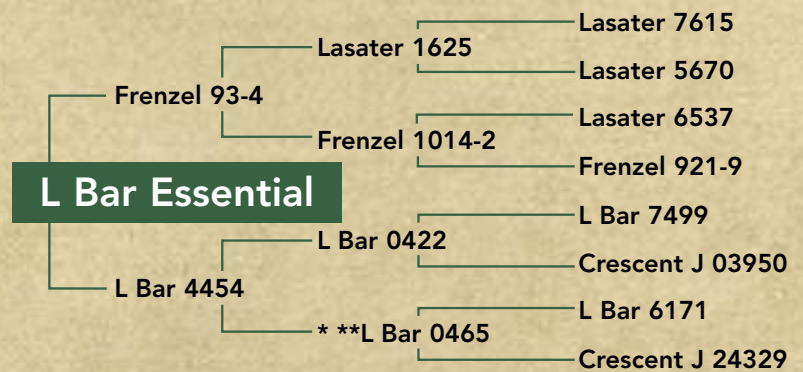 Lasater 7615
Lasater 1625
Lasater 5670
Frenzel 93-4
Lasater 6537
Frenzel 1014-2
Frenzel 921-9
L Bar Essential
L Bar 7499
L Bar 0422
Crescent J 03950
L Bar 4454
L Bar 6171
* **L Bar 0465
Crescent J 24329